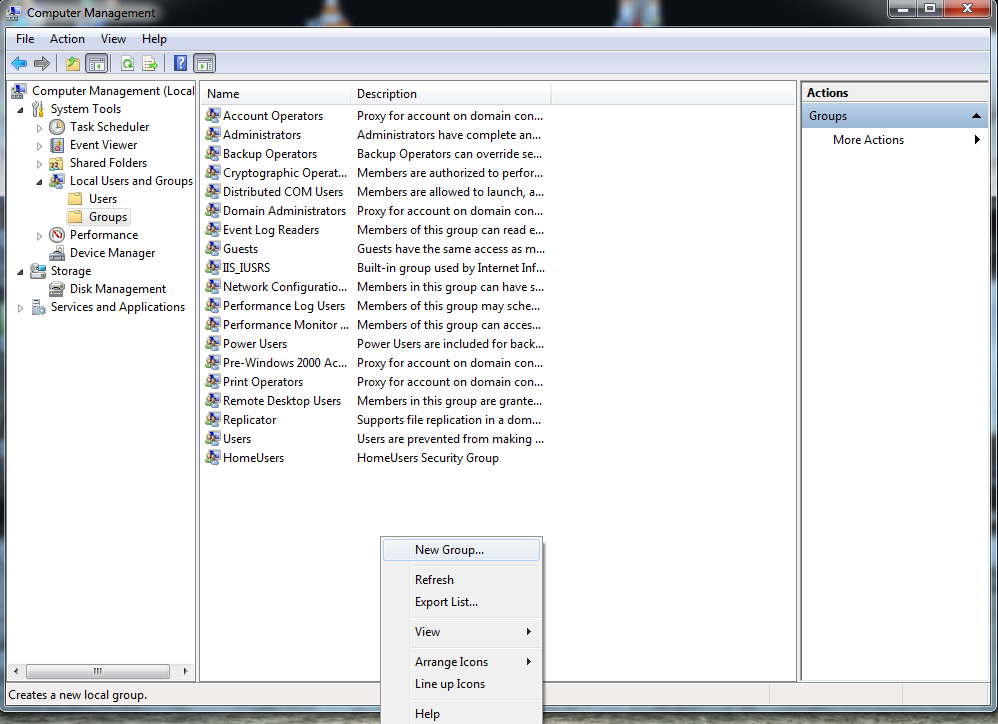 Computer Management
File Action View Help
Computer Management (Local
System Tools
Task Scheduler
Event Viewer
Shared Folders
Local Users and Groups
Users
Groups
Performance
Device Manager
Storage
Disk Management
Services and Applications
Name Description
Account Operators Proxy for account on domain con...
Administrators Administrators have complete an...
Backup Operators Backup Operators can override se...
Cryptographic Operat... Members are authorized to perfor...
Distributed COM Users Members are allowed to launch, a...
Domain Administrators Proxy for account on domain con...
Event Log Readers Members of this group can read e...
Guests Guests have the same access as m...
IIS_IUSRS Built-in group used by Internet Inf...
Network Configuratio... Members in this group can have s...
Performance Log Users Members of this group may sche...
Performance Monitor ... Members of this group can acces...
Power Users Power Users are included for back...
Pre-Windows 2000 Ac... Proxy for account on domain con...
Print Operators Proxy for account on domain con...
Remote Desktop Users Members in this group are grante...
Replicator Supports file replication in a dom...
Users Users are prevented from making ...
HomeUsers HomeUsers Security Group
Actions
Groups
More Actions
New Group...
Refresh
Export List...
View
Arrange Icons
Line up Icons
Help
Creates a new local group.